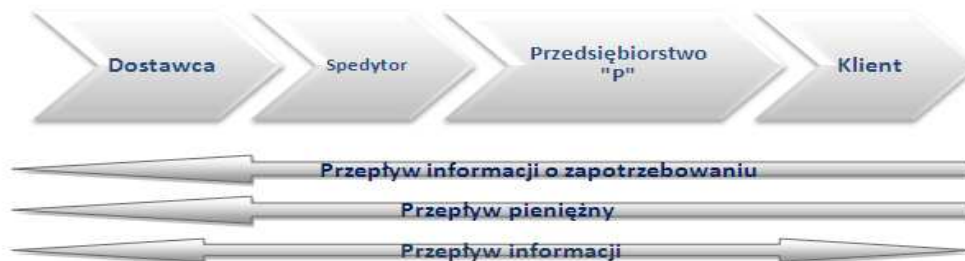 Dostawca
Spedytor
Przedsiębiorstwo
"P"
Klient
Przepływ informacji o zapotrzebowaniu
Przepływ pieniężny
Przepływ informacji